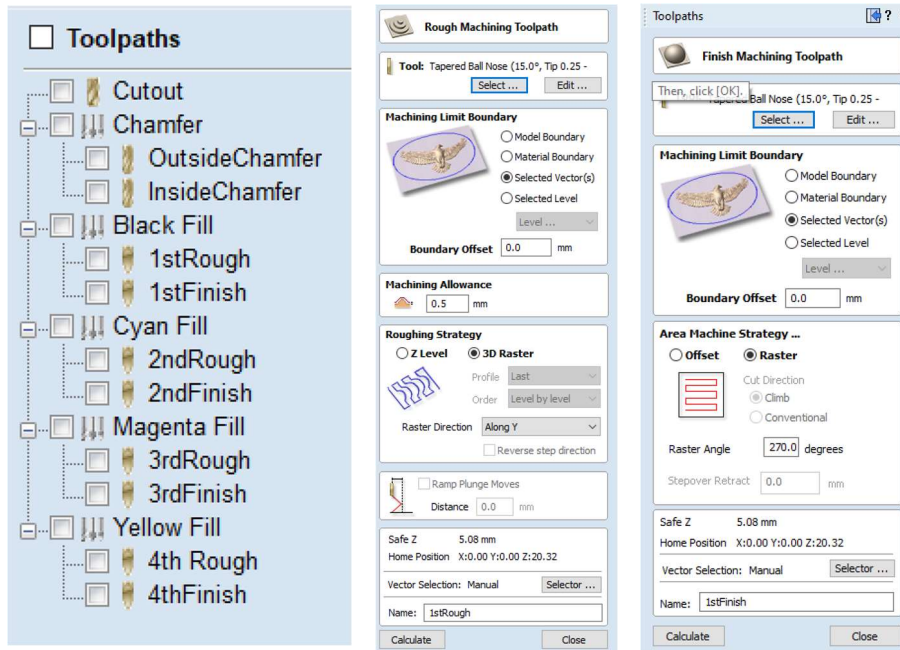 Toolpaths
Cutout
Chamfer
OutsideChamfer
InsideChamfer
Black Fill
1stRough
1stFinish
Cyan Fill
2ndRough
2ndFinish
Magenta Fill
3rdRough
3rdFinish
Yellow Fill
4th Rough
4thFinish
Rough Machining Toolpath
Tool: Tapered Ball Nose (15.0°, Tip 0.25 -
Select ... Edit ...
Machining Limit Boundary
Model Boundary
Material Boundary
Selected Vector(s)
Selected Level
Level ...
Boundary Offset 0.0 mm
Machining Allowance
0.5 mm
Roughing Strategy
Z Level 3D Raster
Profile Last
Order Level by level
Raster Direction Along Y
Reverse step direction
Ramp Plunge Moves
Distance 0.0 mm
Safe Z 5.08 mm
Home Position X:0.00 Y:0.00 Z:20.32
Vector Selection: Manual Selector ...
Name: 1stRough
Calculate Close
Toolpaths ?
Finish Machining Toolpath
Then, click [OK].
Tapered Ball Nose (15.0°, Tip 0.25 -
Select ... Edit ...
Machining Limit Boundary
Model Boundary
Material Boundary
Selected Vector(s)
Selected Level
Level ...
Boundary Offset 0.0 mm
Area Machine Strategy ...
Offset Raster
Cut Direction
Climb
Conventional
Raster Angle 270.0 degrees
Stepover Retract 0.0 mm
Safe Z 5.08 mm
Home Position X:0.00 Y:0.00 Z:20.32
Vector Selection: Manual Selector ...
Name: 1stFinish
Calculate Close